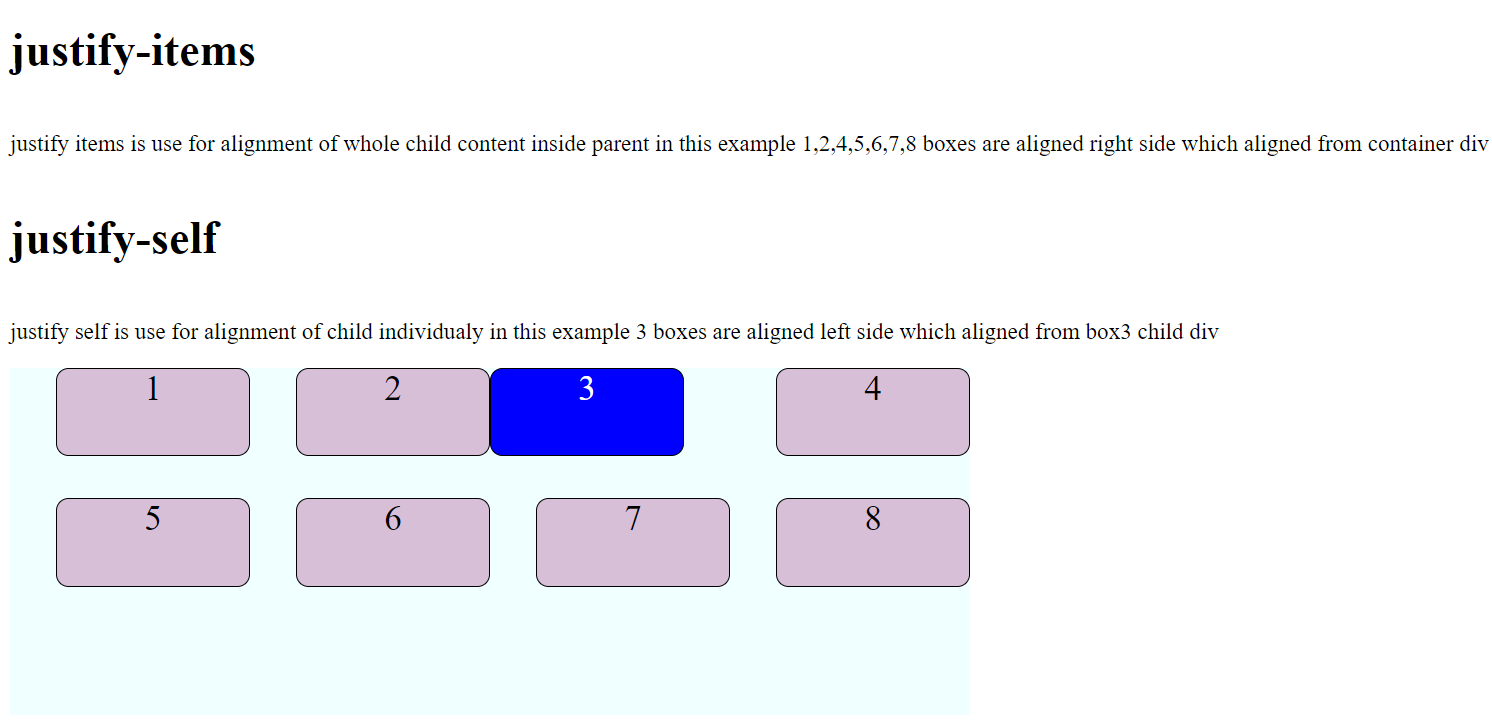 justify-items
justify items is use for alignment of whole child content inside parent in this example 1,2,4,5,6,7,8 boxes are aligned right side which aligned from container div
justify-self
justify self is use for alignment of child individualy in this example 3 boxes are aligned left side which aligned from box3 child div
1 2 3 4
5 6 7 8